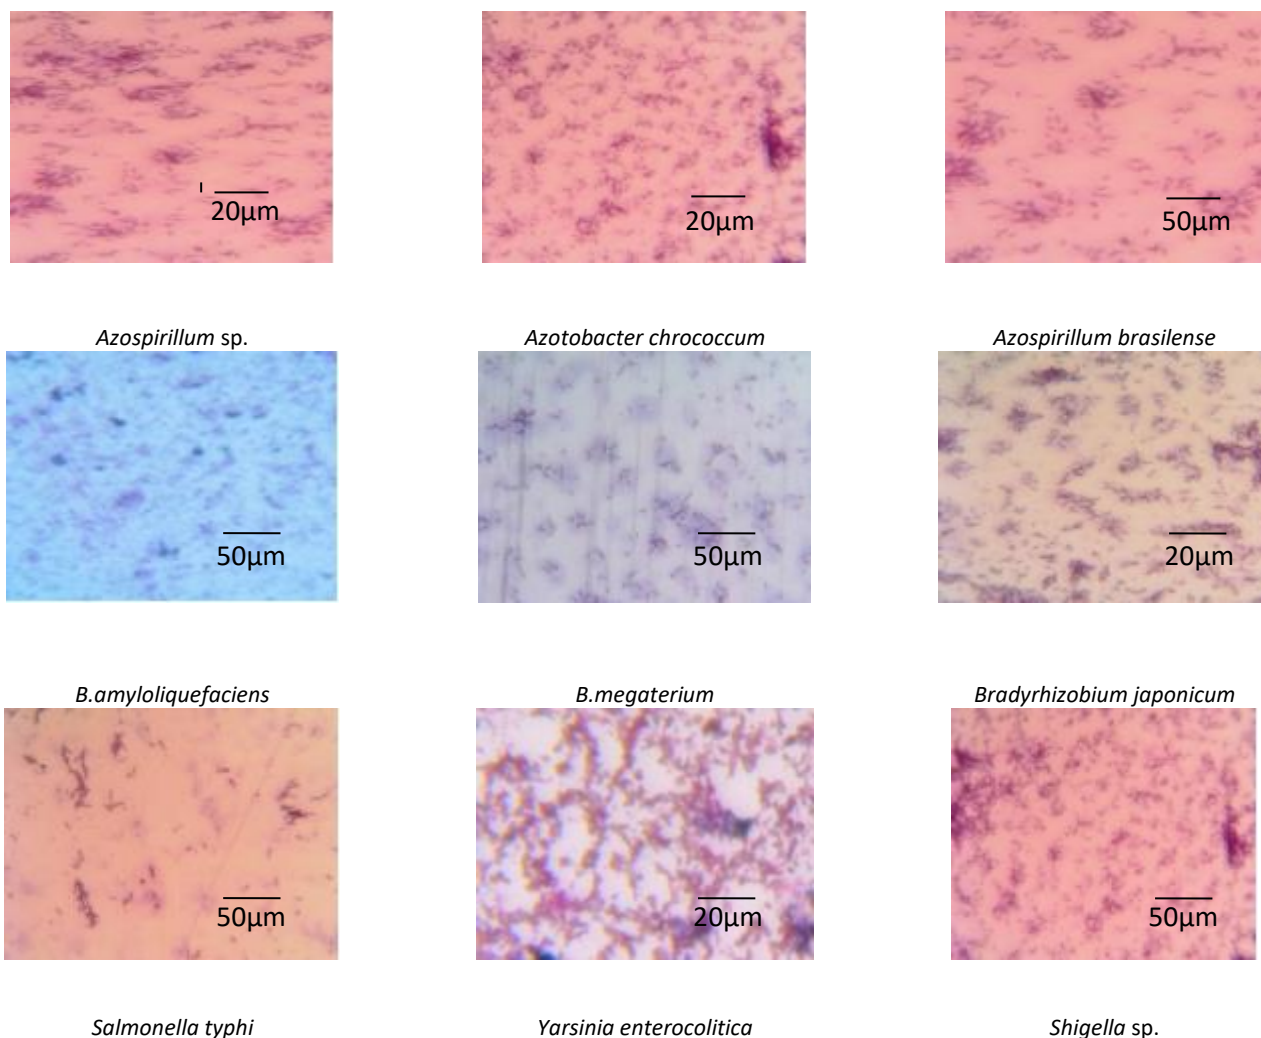 20µm
20µm
50µm
Azospirillum sp.
Azotobacter chrococcum
Azospirillum brasilense
50µm
50µm
20µm
B.amyloliquefaciens
B.megaterium
Bradyrhizobium japonicum
50µm
20µm
50µm
Salmonella typhi
Yarsinia enterocolitica
Shigella sp.